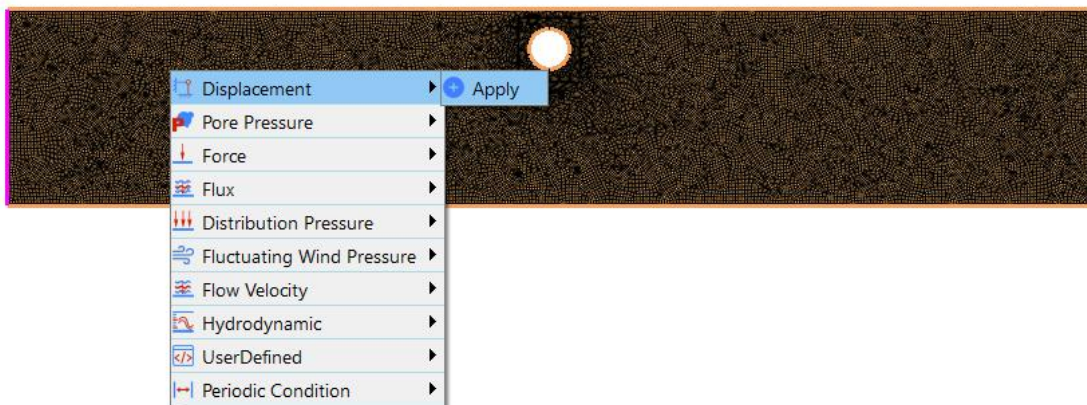 Displacement
Apply
Pore Pressure
Force
Flux
Distribution Pressure
Fluctuating Wind Pressure
Flow Velocity
Hydrodynamic
UserDefined
Periodic Condition